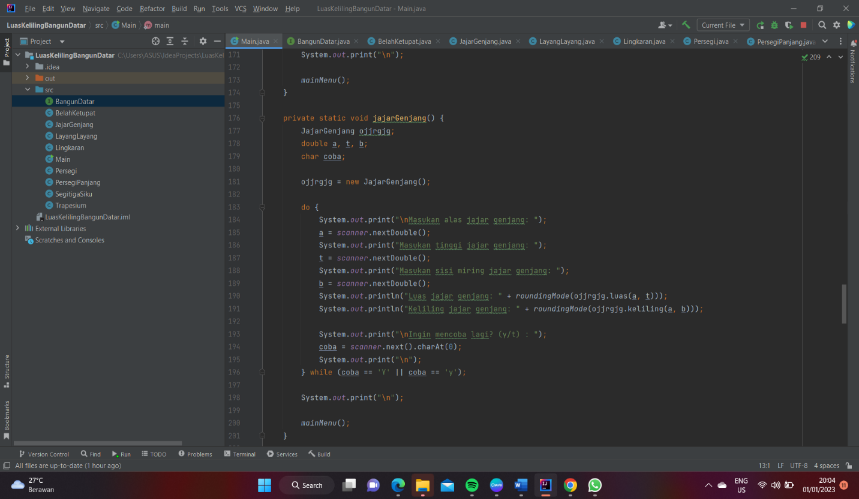 File Edit View Navigate Code Refactor Build Run Tools VCS Window Help LuasKelilingBangunDatar - Main.java
LuasKelilingBangunDatar src Main main Current File
Project
Main.java BangunDatar.java BelahKetupat.java JajarGenjang.java LayangLayang.java Lingkaran.java Persegi.java PersegiPanjang.java
LuasKelilingBangunDatar
.idea
out
src
BangunDatar
BelahKetupat
JajarGenjang
LayangLayang
Lingkaran
Main
Persegi
PersegiPanjang
SegitigaSiku
Trapesium
LuasKelilingBangunDatar.iml
External Libraries
Scratches and Consoles
Project
Structure
Bookmarks
209
171 System.out.print("\n");
172
173 mainMenu();
174 }
175
176 private static void jajarGenjang() {
177 JajarGenjang ojjrgjg;
178 double a, t, b;
179 char coba;
180
181 ojjrgjg = new JajarGenjang();
182
183 do {
184 System.out.print("\nMasukan alas jajar genjang: ");
185 a = scanner.nextDouble();
186 System.out.print("Masukan tinggi jajar genjang: ");
187 t = scanner.nextDouble();
188 System.out.print("Masukan sisi miring jajar genjang: ");
189 b = scanner.nextDouble();
190 System.out.println("Luas jajar genjang: " + roundingMode(ojjrgjg.luas(a, t)));
191 System.out.println("Keliling jajar genjang: " + roundingMode(ojjrgjg.keliling(a, b)));
192
193 System.out.print("\nIngin mencoba lagi? (y/t) : ");
194 coba = scanner.next().charAt(0);
195 System.out.print("\n");
196 } while (coba == 'Y' || coba == 'y');
197
198 System.out.print("\n");
199
200 mainMenu();
201 }
Notifications
Version Control Find Run TODO Problems Terminal Services Build
All files are up-to-date (1 hour ago) 13:1 LF UTF-8 4 spaces
27°C
Berawan
Search
ENG
US
20:04
01/01/2023